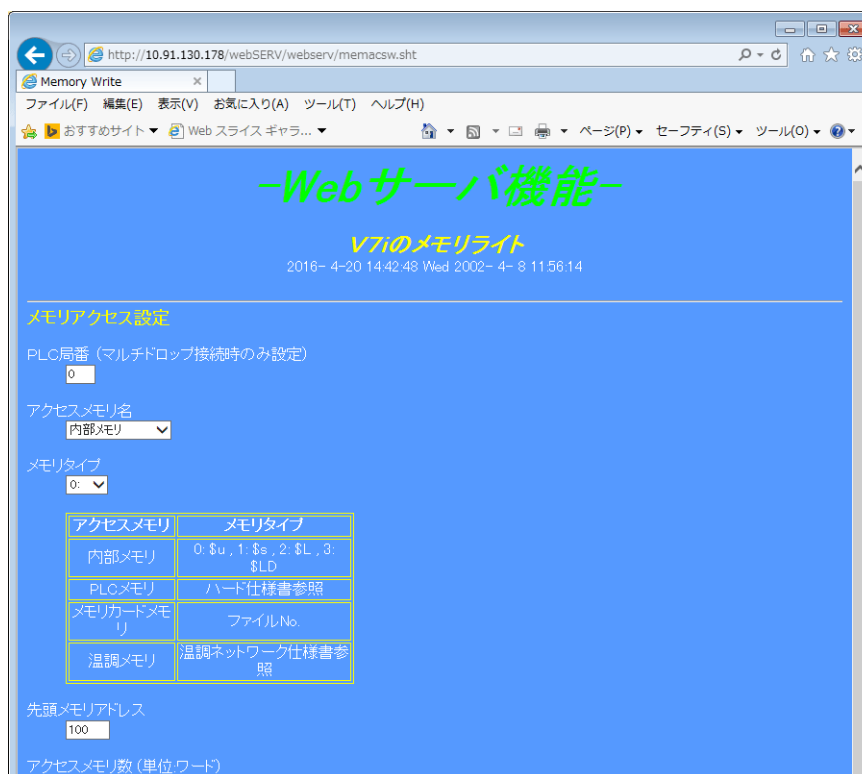 http://10.91.130.178/webSERV/webserv/memacsw.sht
Memory Write
ファイル(F) 編集(E) 表示(V) お気に入り(A) ツール(T) ヘルプ(H)
おすすめサイト ▼ Web スライス ギャラ... ▼ ページ(P) ▼ セーフティ(S) ▼ ツール(O) ▼
-Webサーバ機能-
V7iのメモリライト
2016- 4-20 14:42:48 Wed 2002- 4- 8 11:56:14
メモリアクセス設定
PLC局番 (マルチドロップ接続時のみ設定)
0
アクセスメモリ名
内部メモリ
メモリタイプ
0:
アクセスメモリ メモリタイプ
内部メモリ 0: $u , 1: $s , 2: $L , 3:
$LD
PLCメモリ ハード仕様書参照
メモリカードメモ
リ ファイルNo.
温調メモリ 温調ネットワーク仕様書参
照
先頭メモリアドレス
100
アクセスメモリ数 (単位:ワード)